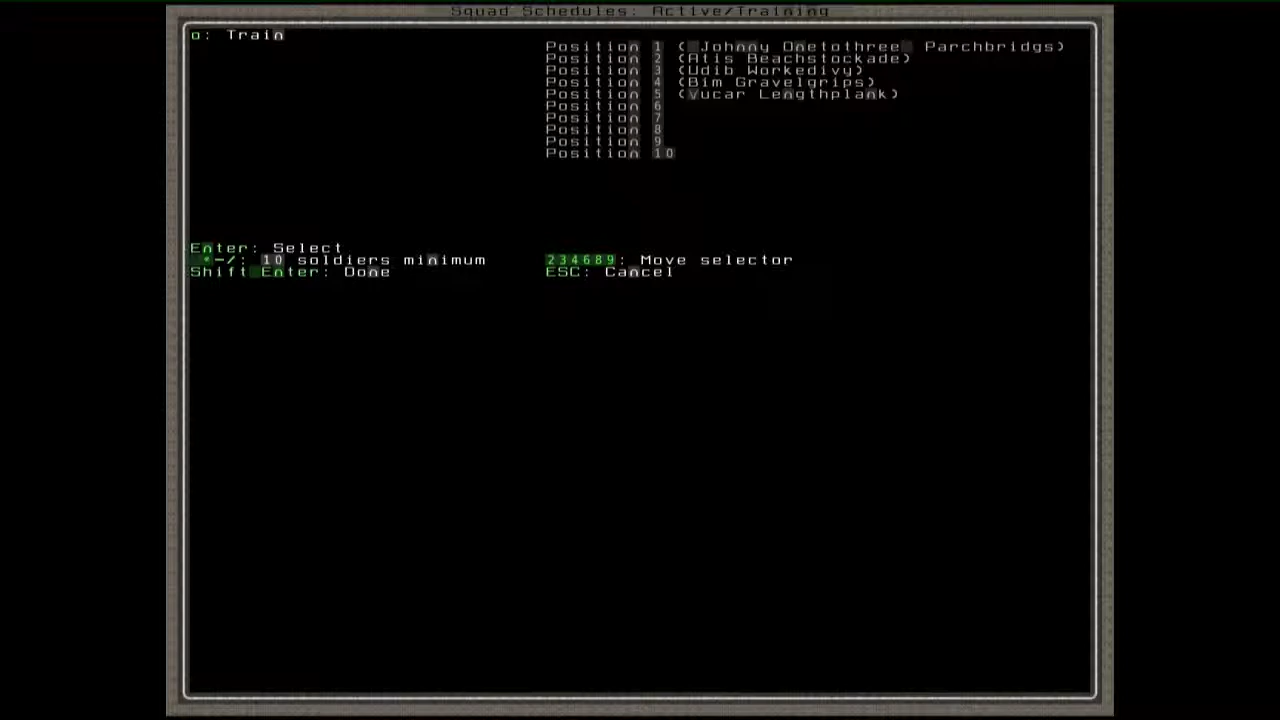 Squad Schedules: Active/Training
o: Train
Position 1 ( Johnny Onetothree Parchbridgs)
Position 2 (Atis Beachstockade)
Position 3 (Udib Workedivy)
Position 4 (Bim Gravelgrips)
Position 5 (Vucar Lengthplank)
Position 6
Position 7
Position 8
Position 9
Position 10
Enter: Select
*-/: 10 soldiers minimum 234689: Move selector
Shift Enter: Done ESC: Cancel